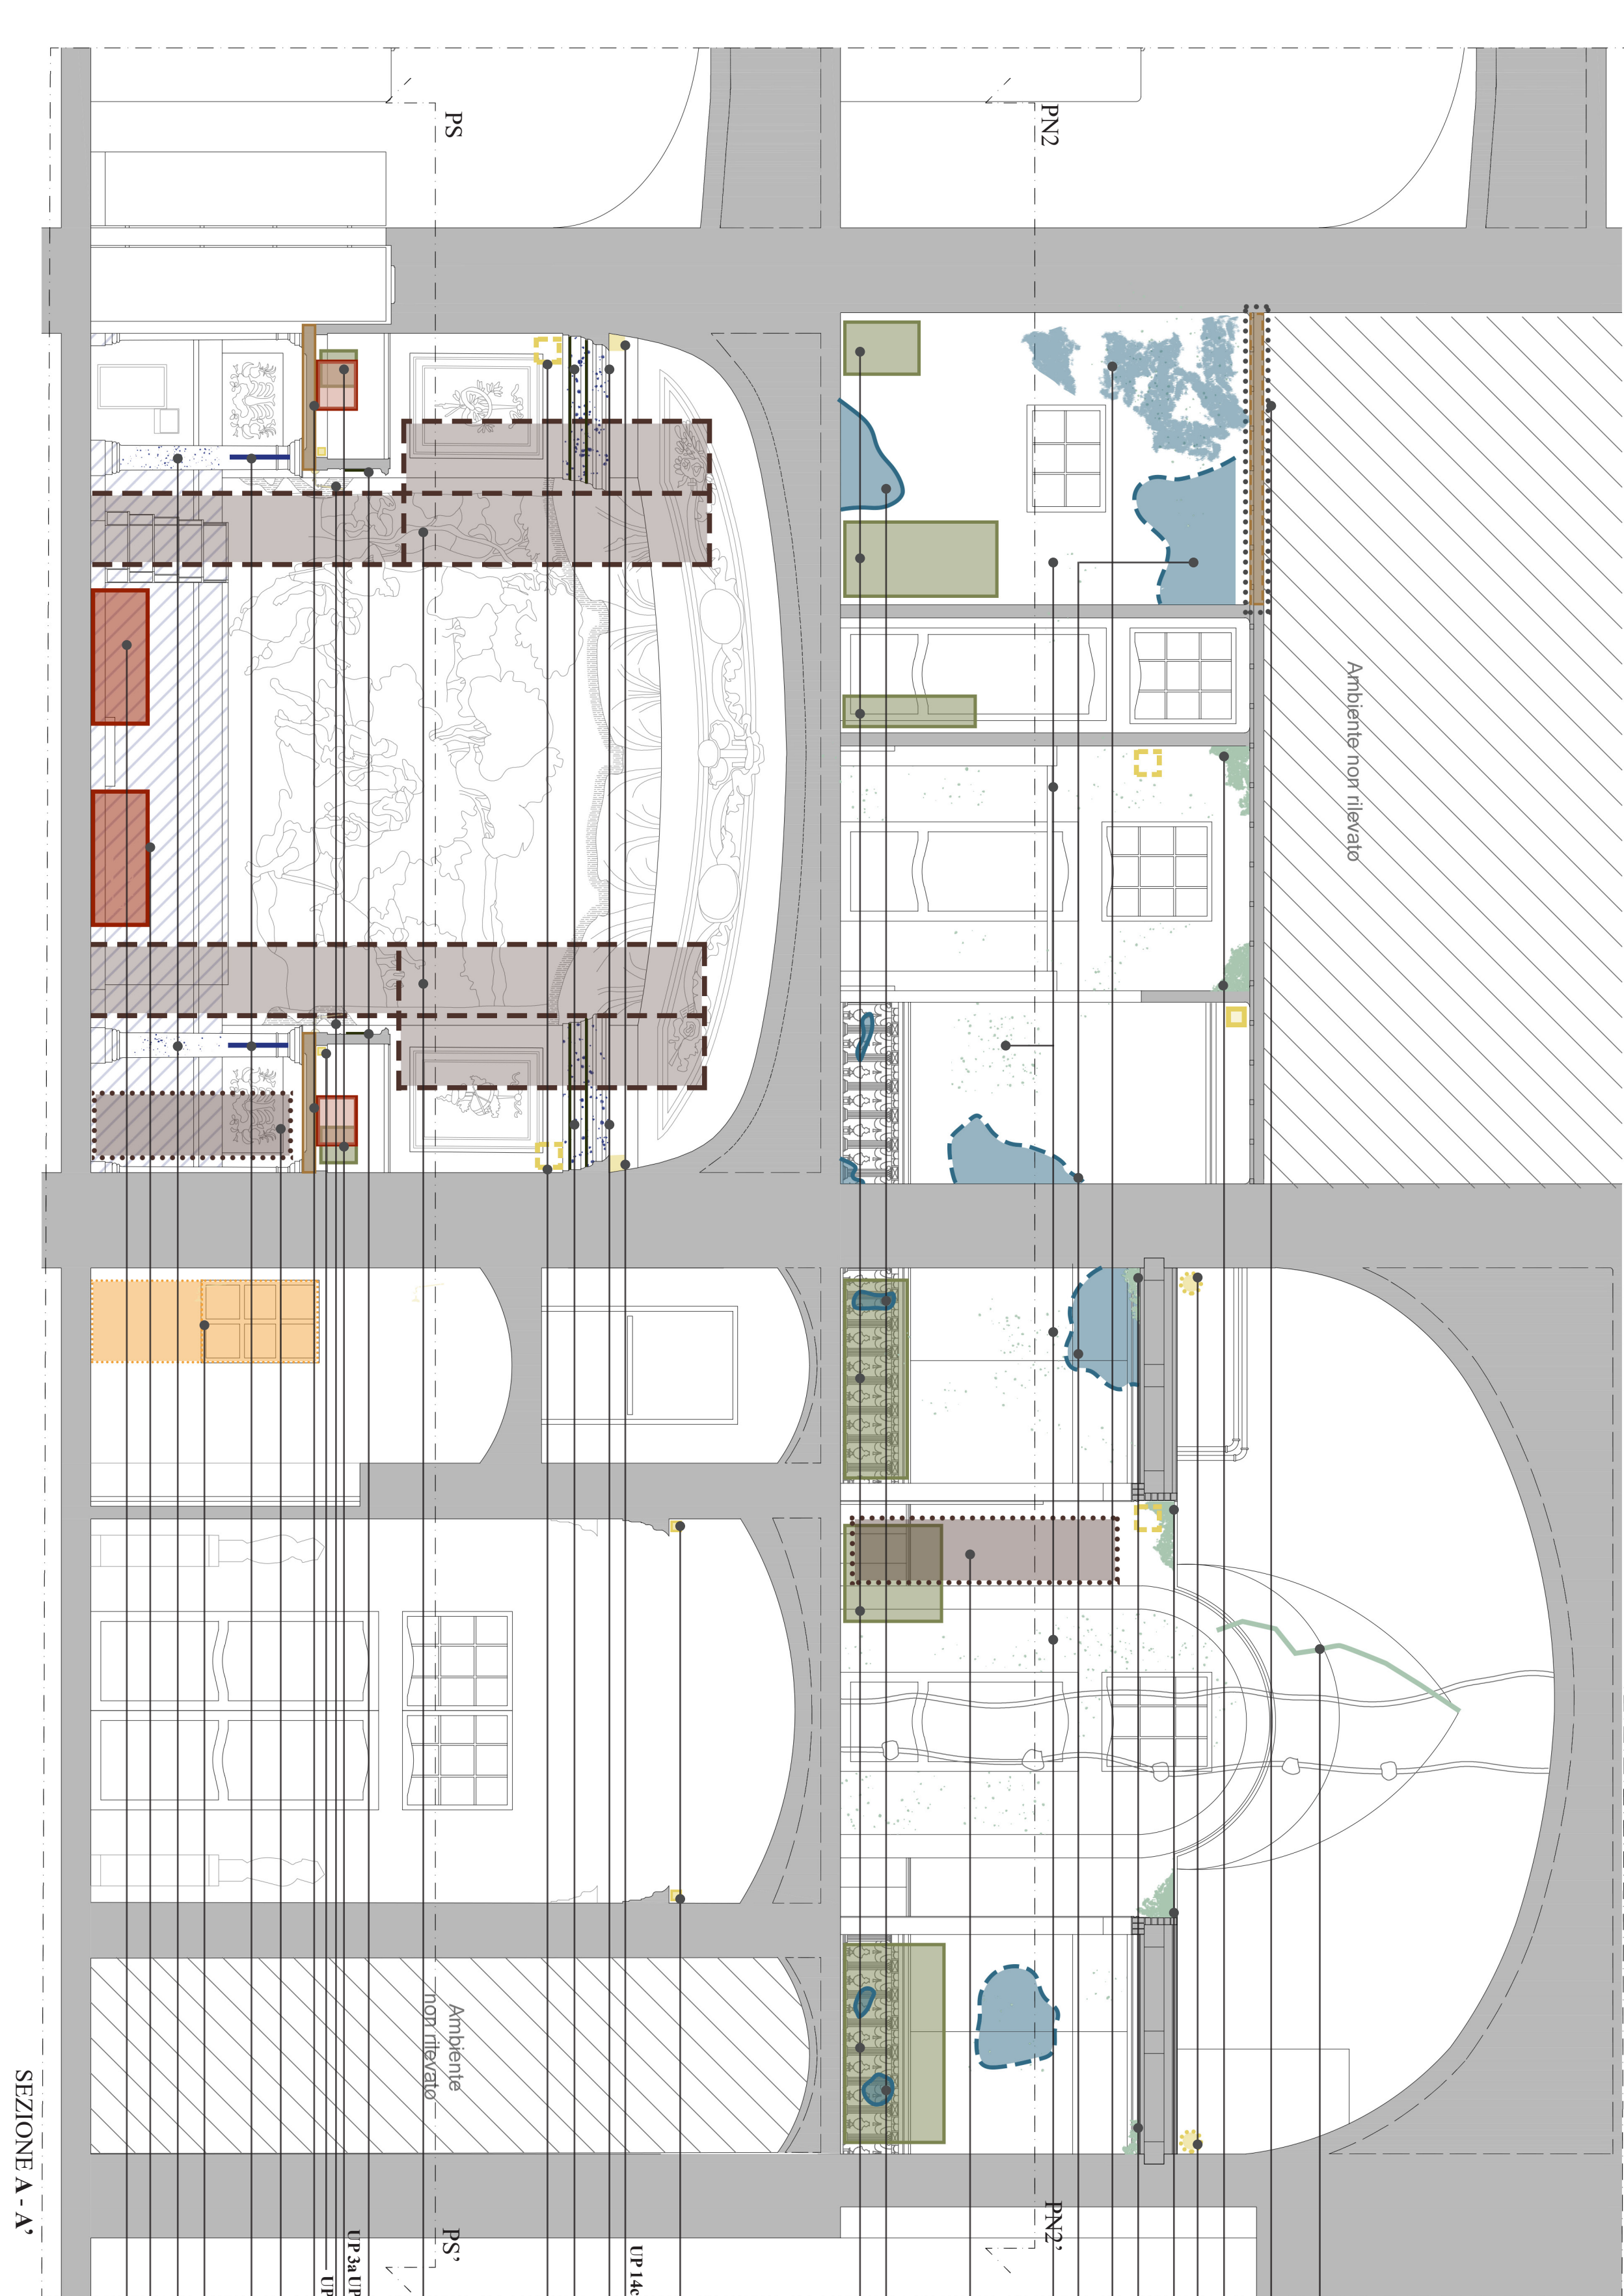 Ambiente non rilevato
PN2
PN2'
UP 14c
PS
PS'
Ambiente
non rilevato
UP 3a UP
UP
SEZIONE A - A'